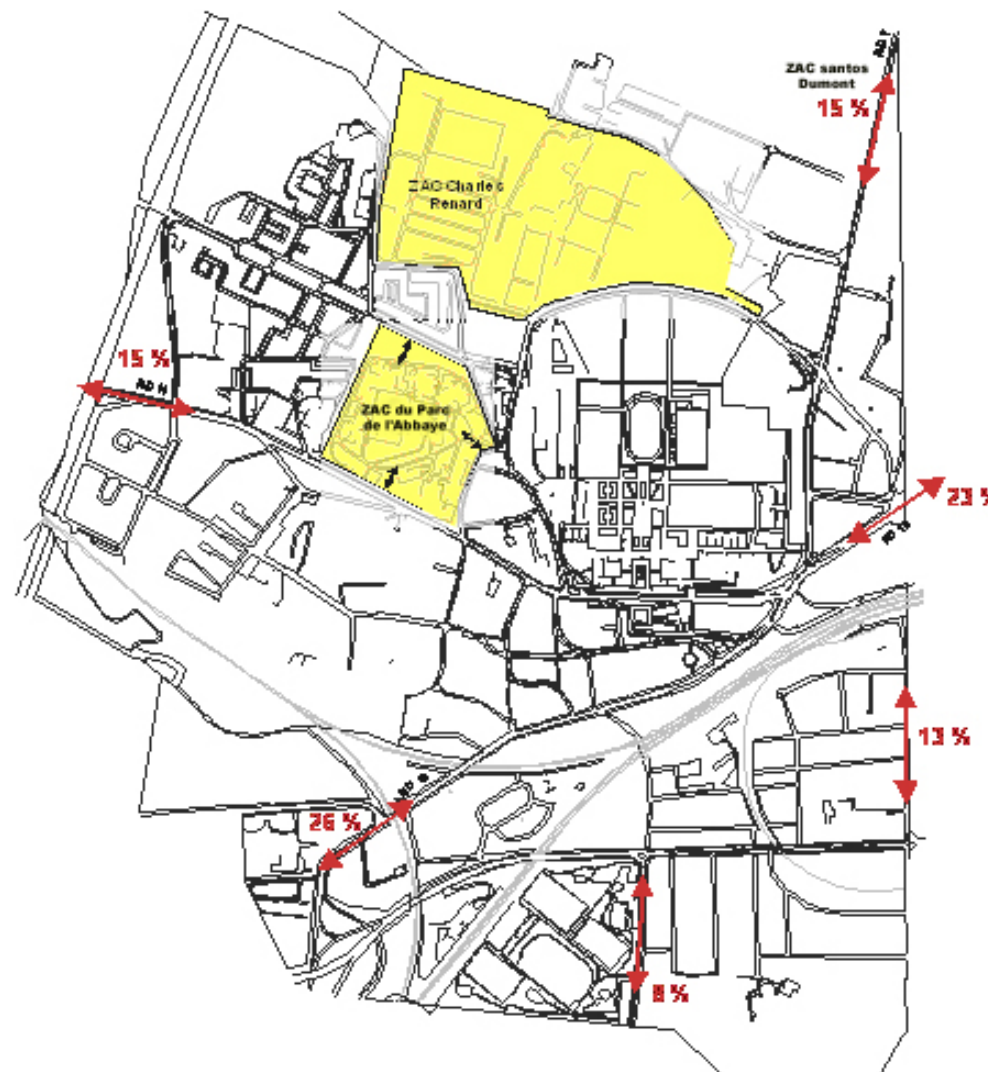 ZAC santos
Dumont
15 %
ZAC Charles
Renard
15 %
ZAC du Parc
de l'Abbaye
23 %
13 %
26 %
8 %